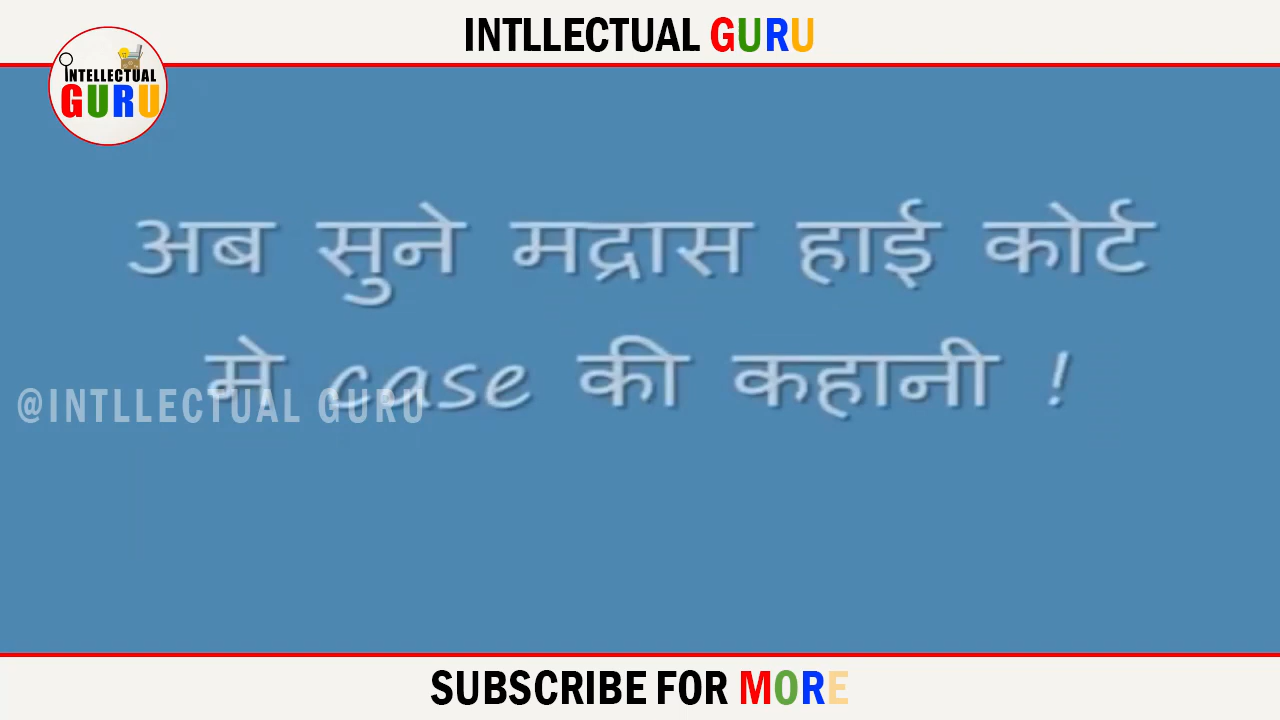 INTLLECTUAL GURU
INTELLECTUAL
GURU
अब सुने मद्रास हाई कोर्ट
मे case की कहानी !
@INTLLECTUAL GURU
SUBSCRIBE FOR MORE